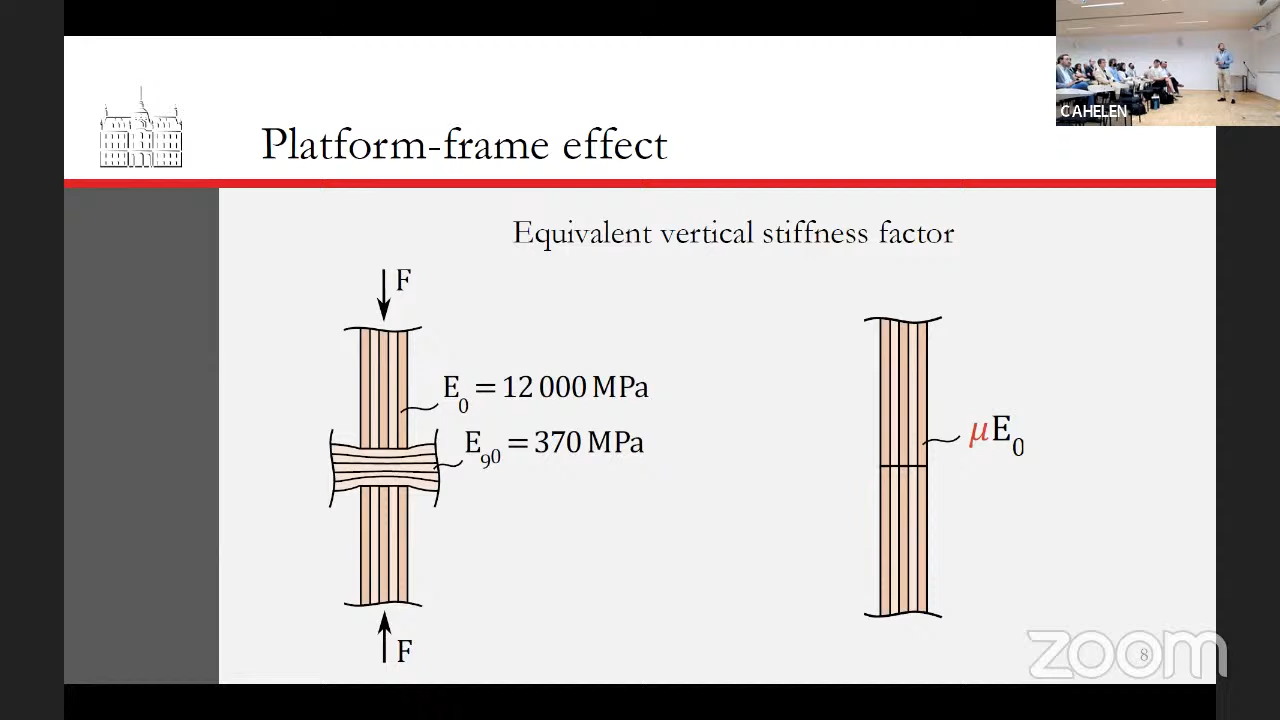 CAHELEN
Platform-frame effect
Equivalent vertical stiffness factor
F
E0 = 12 000 MPa
E90 = 370 MPa
μE0
F
zoom
8